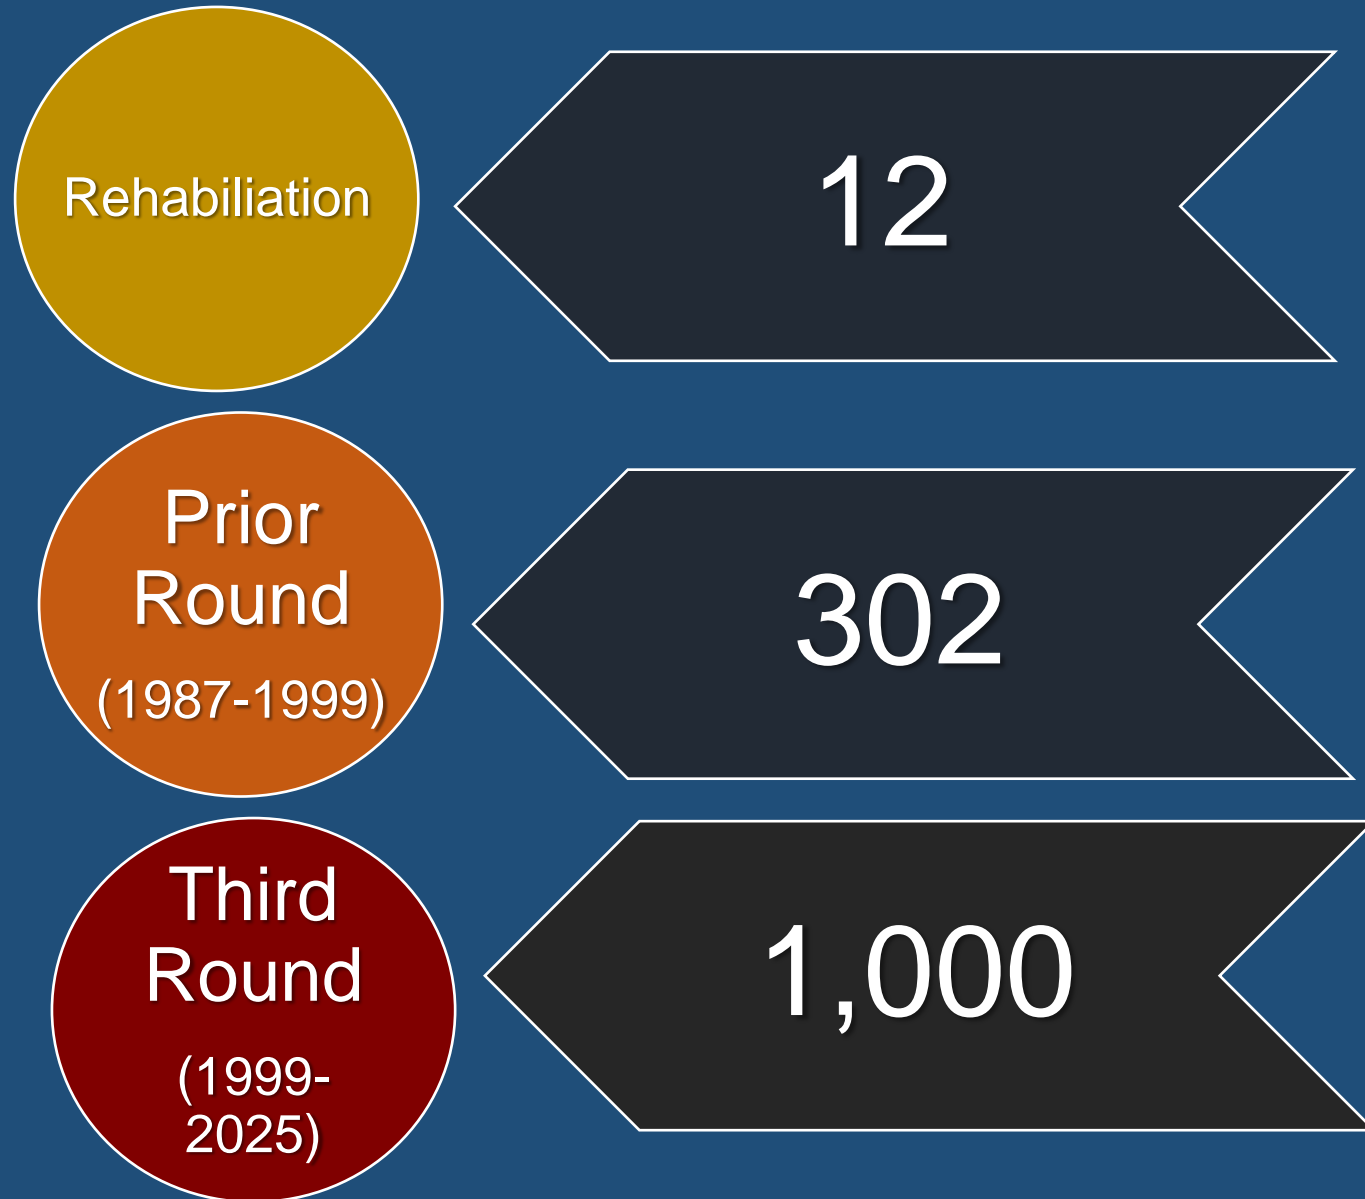 Rehabiliation
12
Prior
Round
(1987-1999)
302
Third
Round
(1999-
2025)
1,000